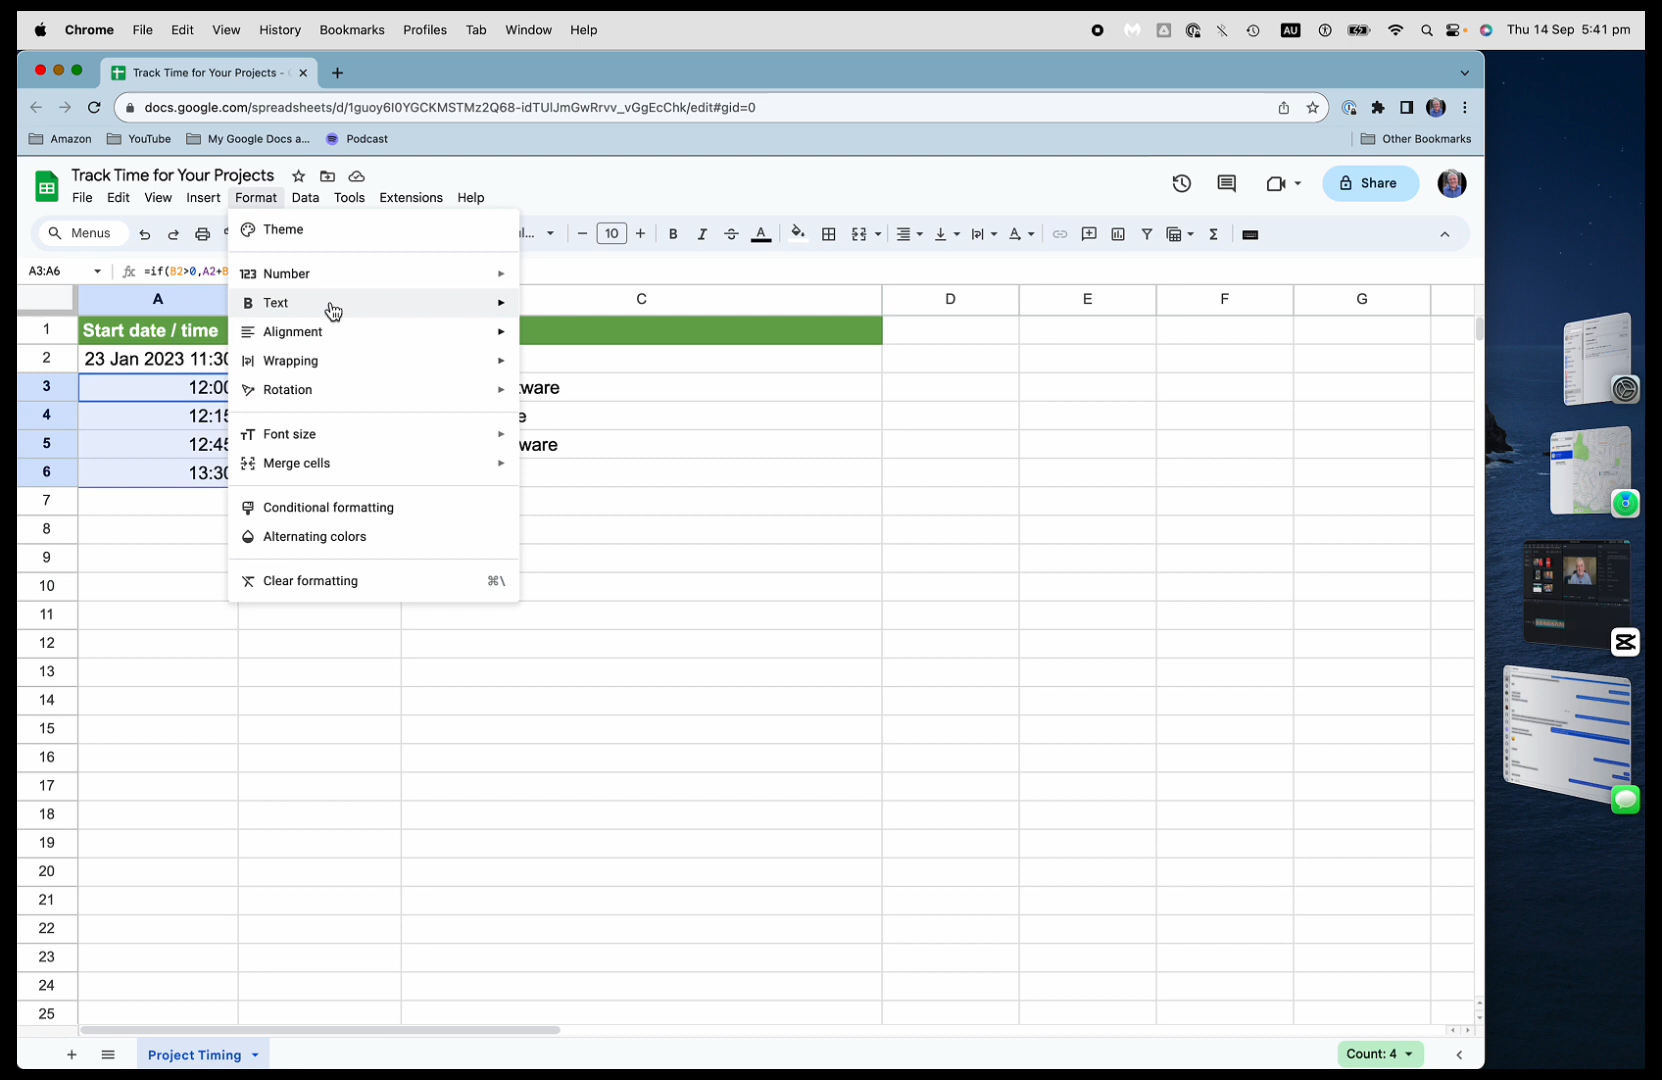 Chrome File Edit View History Bookmarks Profiles Tab Window Help AU Thu 14 Sep 5:41 pm
Track Time for Your Projects -
docs.google.com/spreadsheets/d/1guoy6I0YGCKMSTMz2Q68-idTUlJmGwRrvv_vGgEcChk/edit#gid=0
Amazon YouTube My Google Docs a... Podcast Other Bookmarks
Track Time for Your Projects
File Edit View Insert Format Data Tools Extensions Help
Share
Menus 10 B I A Σ
A3:A6 fx =if(B2>0,A2+B
Theme
123 Number
B Text
Alignment
Wrapping
Rotation
Font size
Merge cells
Conditional formatting
Alternating colors
Clear formatting ⌘\
A C D E F G
1 Start date / time
2 23 Jan 2023 11:30
3 12:00 ware
4 12:15 e
5 12:45 ware
6 13:30
7
8
9
10
11
12
13
14
15
16
17
18
19
20
21
22
23
24
25
+ Project Timing Count: 4